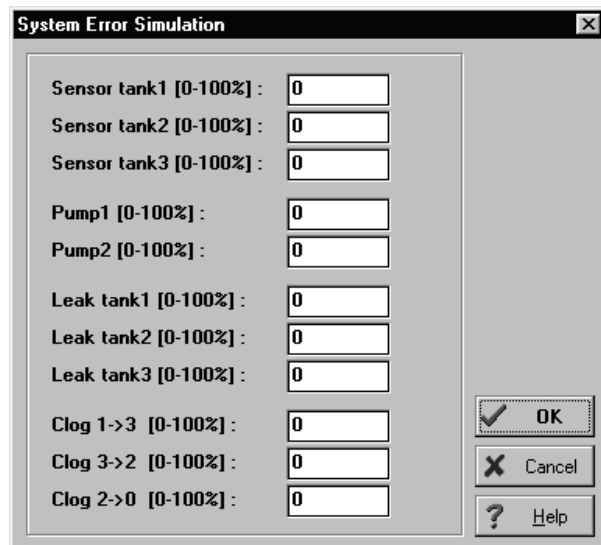 System Error Simulation
Sensor tank1 [0-100%] : 0
Sensor tank2 [0-100%] : 0
Sensor tank3 [0-100%] : 0
Pump1 [0-100%] : 0
Pump2 [0-100%] : 0
Leak tank1 [0-100%] : 0
Leak tank2 [0-100%] : 0
Leak tank3 [0-100%] : 0
Clog 1->3 [0-100%] : 0
Clog 3->2 [0-100%] : 0
Clog 2->0 [0-100%] : 0
OK
Cancel
Help